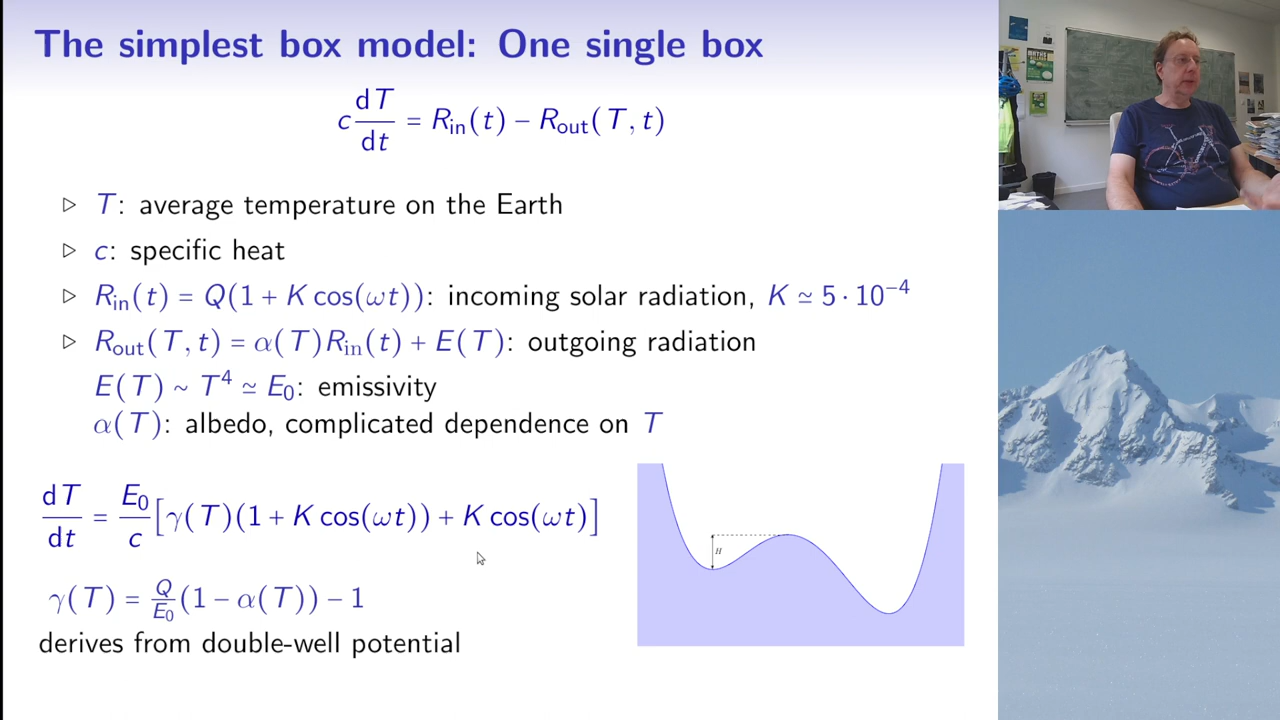 The simplest box model: One single box
c dT/dt = R_in(t) − R_out(T, t)
▷ T: average temperature on the Earth
▷ c: specific heat
▷ R_in(t) = Q(1 + K cos(ωt)): incoming solar radiation, K ≃ 5 · 10^−4
▷ R_out(T, t) = α(T)R_in(t) + E(T): outgoing radiation
E(T) ∼ T^4 ≃ E_0: emissivity
α(T): albedo, complicated dependence on T
dT/dt = E_0/c [γ(T)(1 + K cos(ωt)) + K cos(ωt)]
H
γ(T) = Q/E_0 (1 − α(T)) − 1
derives from double-well potential